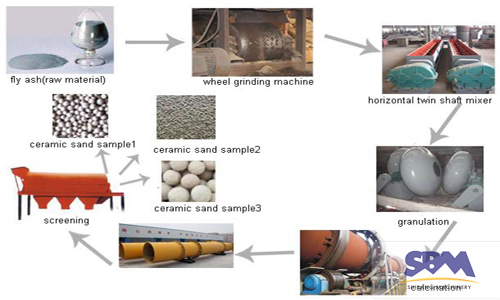 fly ash(raw material)
wheel grinding machine
horizontal twin shaft mixer
ceramic sand sample1
ceramic sand sample2
ceramic sand sample3
screening
granulation
SBM
calcination